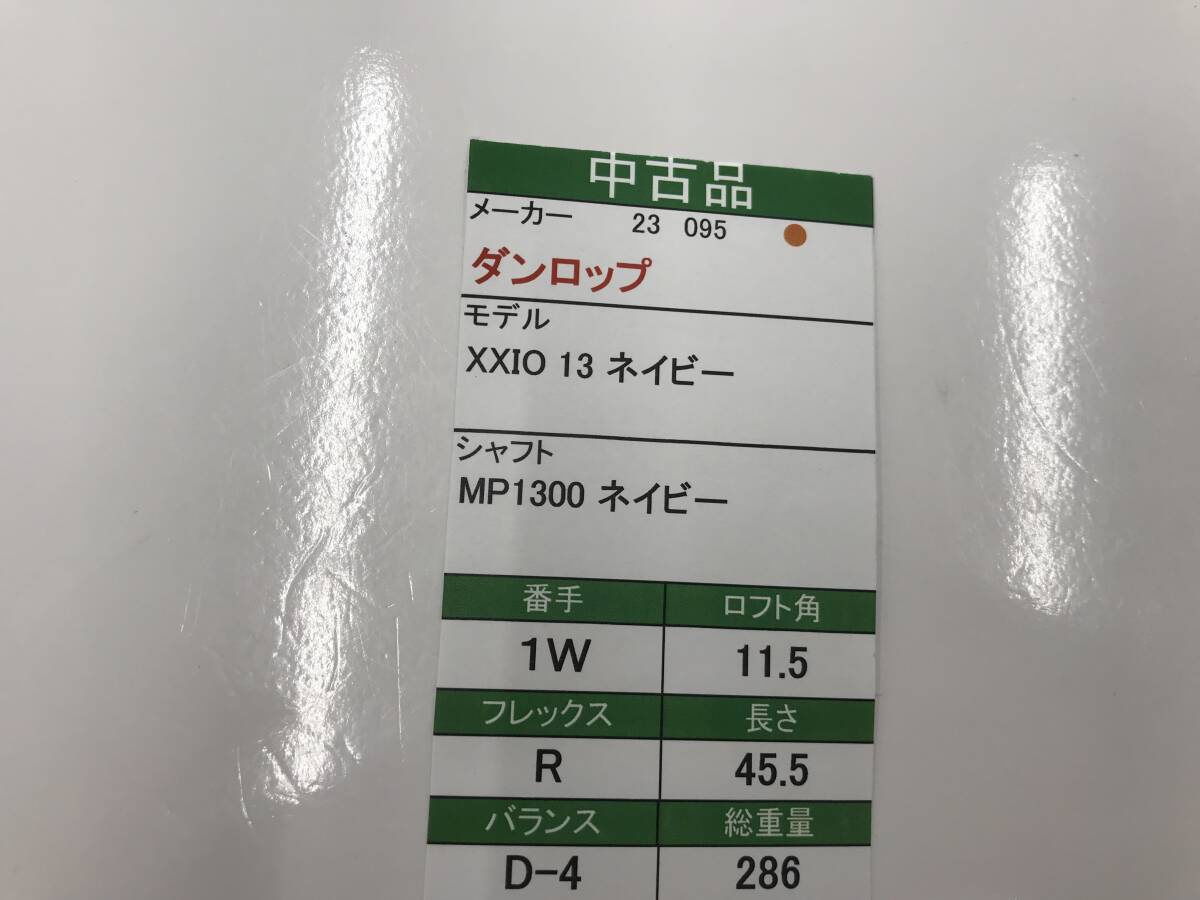 中古品
メーカー 23 095
ダンロップ
モデル
XXIO 13 ネイビー
シャフト
MP1300 ネイビー
番手 ロフト角
1W 11.5
フレックス 長さ
R 45.5
バランス 総重量
D-4 286